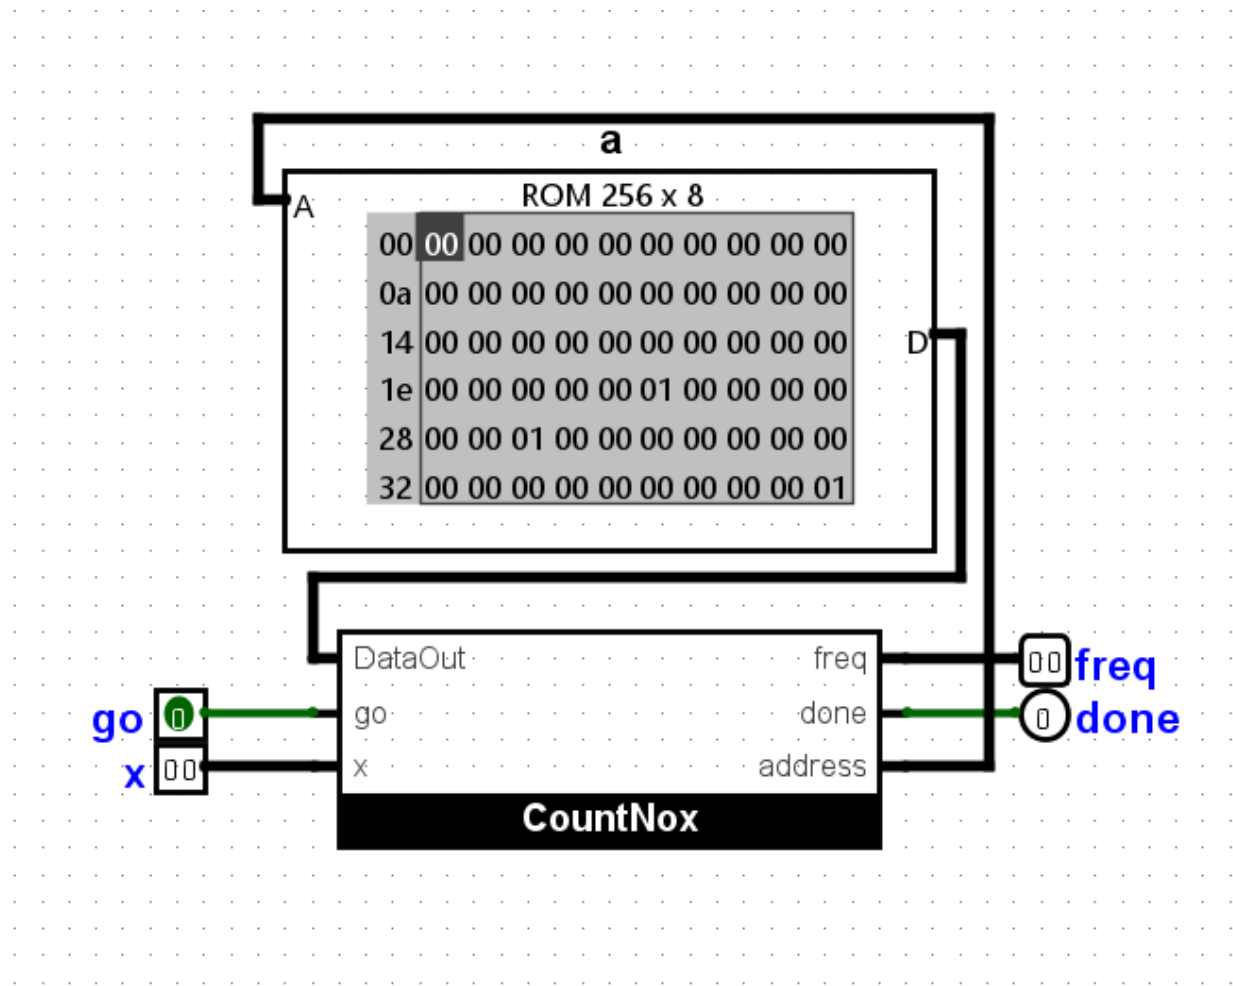 a
A
ROM 256 x 8
00 00 00 00 00 00 00 00 00 00 00
0a 00 00 00 00 00 00 00 00 00 00
14 00 00 00 00 00 00 00 00 00 00
D
1e 00 00 00 00 00 01 00 00 00 00
28 00 00 01 00 00 00 00 00 00 00
32 00 00 00 00 00 00 00 00 00 01
DataOut freq
00 freq
go 0 go done
0 done
x 00 x address
CountNox